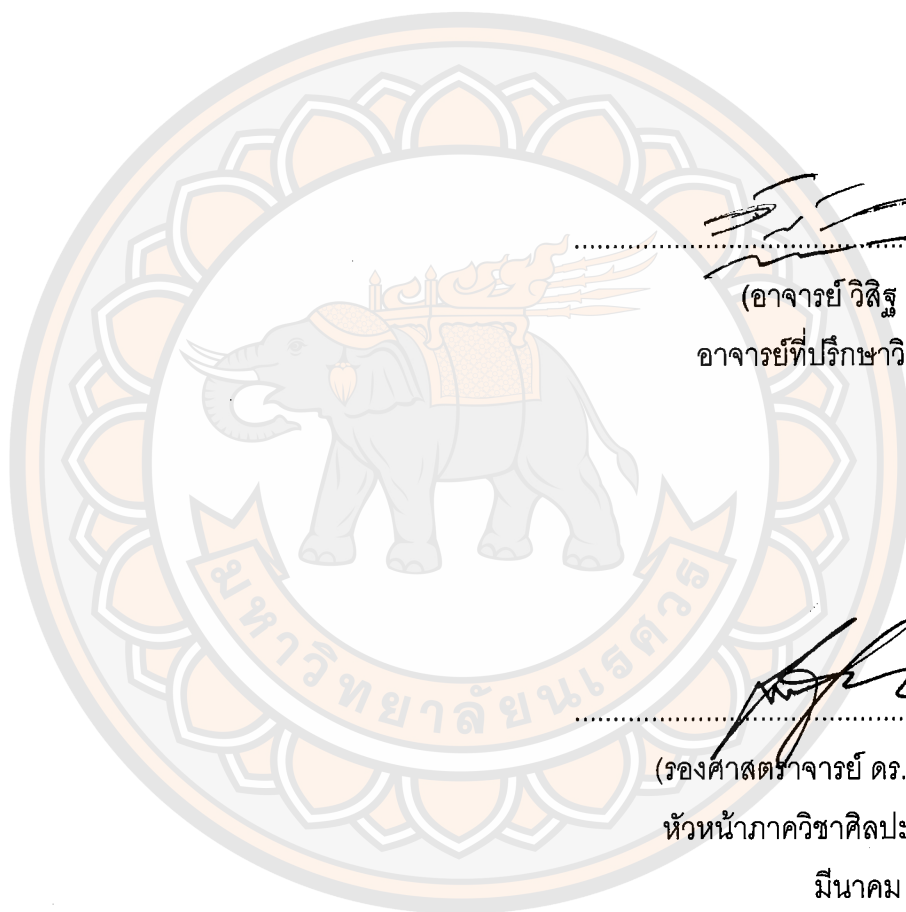 (อาจารย์ วิสิฐ
อาจารย์ที่ปรึกษาวิ
มหาวิทยาลัยนเรศวร
(รองศาสตราจารย์ ดร.
หัวหน้าภาควิชาศิลปะ
มีนาคม